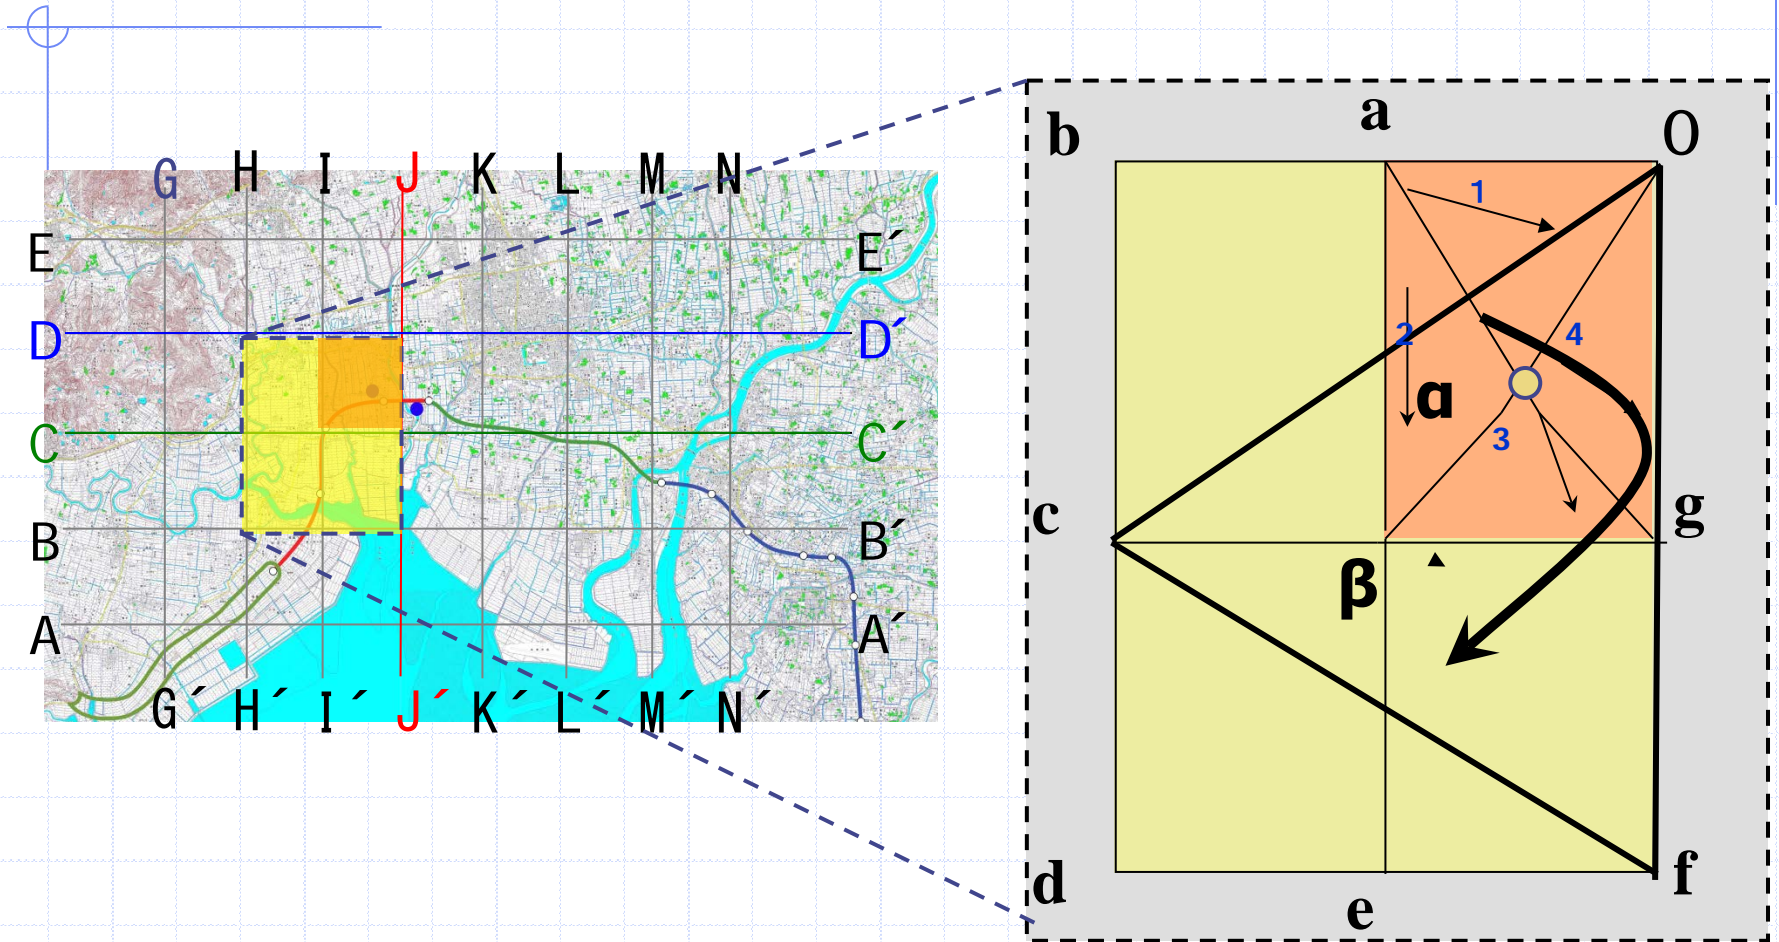 G H I J K L M N
E E´
D D´
C C´
B B´
A A´
G´ H´ I´ J´ K´ L´ M´ N´
b a O
1
2 4
α
3
c g
β
d e f